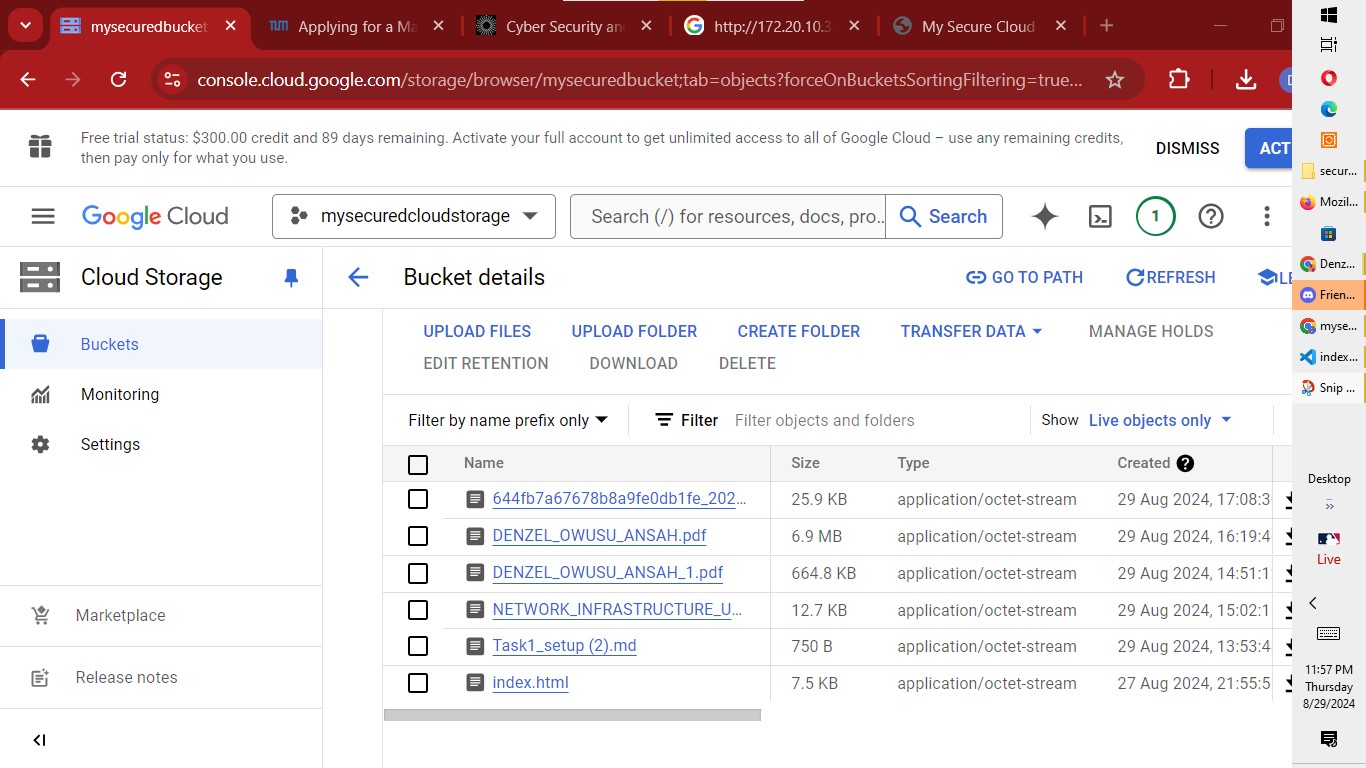 mysecuredbucket
Applying for a Ma
Cyber Security an
http://172.20.10.3
My Secure Cloud
console.cloud.google.com/storage/browser/mysecuredbucket;tab=objects?forceOnBucketsSortingFiltering=true...
Free trial status: $300.00 credit and 89 days remaining. Activate your full account to get unlimited access to all of Google Cloud – use any remaining credits,
then pay only for what you use.
DISMISS
ACT
Google Cloud
mysecuredcloudstorage
Search (/) for resources, docs, pro..
Search
1
Cloud Storage
Bucket details
GO TO PATH
REFRESH
LE
Buckets
Monitoring
Settings
Marketplace
Release notes
UPLOAD FILES UPLOAD FOLDER CREATE FOLDER TRANSFER DATA MANAGE HOLDS
EDIT RETENTION DOWNLOAD DELETE
Filter by name prefix only Filter Filter objects and folders Show Live objects only
Name Size Type Created
644fb7a67678b8a9fe0db1fe_202... 25.9 KB application/octet-stream 29 Aug 2024, 17:08:3
DENZEL_OWUSU_ANSAH.pdf 6.9 MB application/octet-stream 29 Aug 2024, 16:19:4
DENZEL_OWUSU_ANSAH_1.pdf 664.8 KB application/octet-stream 29 Aug 2024, 14:51:1
NETWORK_INFRASTRUCTURE_U... 12.7 KB application/octet-stream 29 Aug 2024, 15:02:1
Task1_setup (2).md 750 B application/octet-stream 29 Aug 2024, 13:53:4
index.html 7.5 KB application/octet-stream 27 Aug 2024, 21:55:5
secur...
Mozil...
Denz...
Frien...
myse...
index...
Snip ...
Desktop
Live
11:57 PM
Thursday
8/29/2024